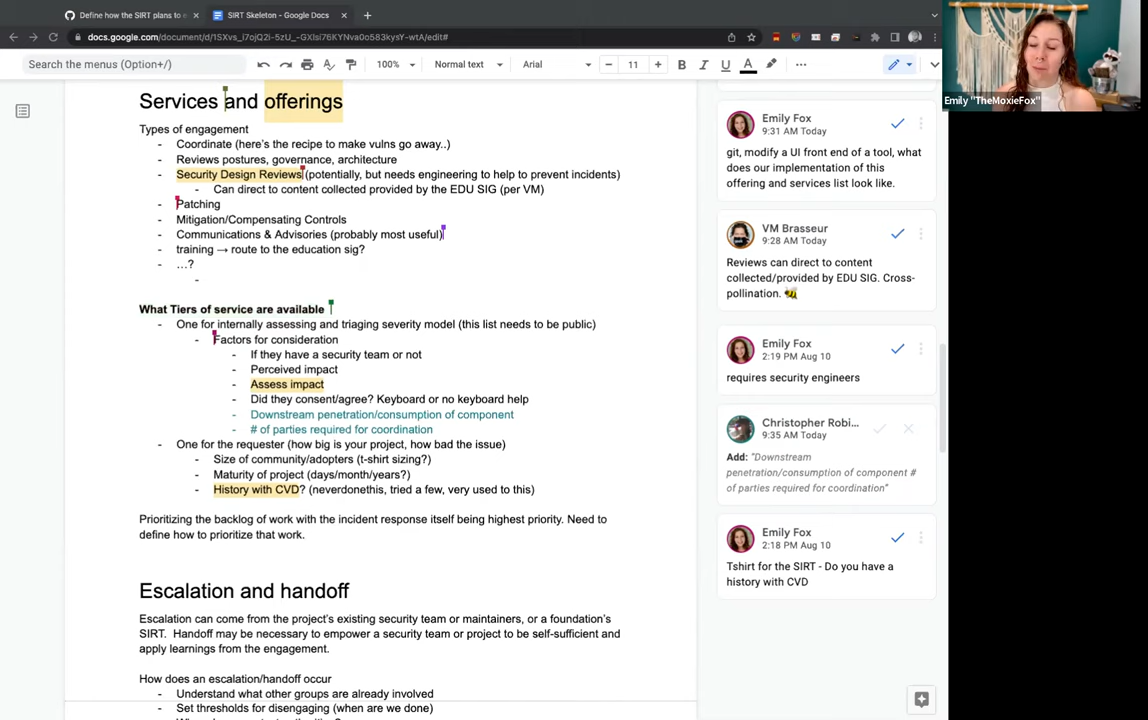 Define how the SIRT plans to e
SIRT Skeleton - Google Docs
docs.google.com/document/d/1SXvs_i7ojQ2i-5zU_-GXlsI76KYNva0o583kysY-wtA/edit#
Search the menus (Option+/)
100%
Normal text
Arial
11
B I U A
Services and offerings
Types of engagement
- Coordinate (here's the recipe to make vulns go away..)
- Reviews postures, governance, architecture
- Security Design Reviews (potentially, but needs engineering to help to prevent incidents)
- Can direct to content collected provided by the EDU SIG (per VM)
- Patching
- Mitigation/Compensating Controls
- Communications & Advisories (probably most useful)
- training → route to the education sig?
- …?
-
What Tiers of service are available
- One for internally assessing and triaging severity model (this list needs to be public)
- Factors for consideration
- If they have a security team or not
- Perceived impact
- Assess impact
- Did they consent/agree? Keyboard or no keyboard help
- Downstream penetration/consumption of component
- # of parties required for coordination
- One for the requester (how big is your project, how bad the issue)
- Size of community/adopters (t-shirt sizing?)
- Maturity of project (days/month/years?)
- History with CVD? (neverdonethis, tried a few, very used to this)
Prioritizing the backlog of work with the incident response itself being highest priority. Need to
define how to prioritize that work.
Escalation and handoff
Escalation can come from the project's existing security team or maintainers, or a foundation's
SIRT. Handoff may be necessary to empower a security team or project to be self-sufficient and
apply learnings from the engagement.
How does an escalation/handoff occur
- Understand what other groups are already involved
- Set thresholds for disengaging (when are we done)
Emily Fox
9:31 AM Today
git, modify a UI front end of a tool, what
does our implementation of this
offering and services list look like.
VM Brasseur
9:28 AM Today
Reviews can direct to content
collected/provided by EDU SIG. Cross-
pollination. 🐝
Emily Fox
2:19 PM Aug 10
requires security engineers
Christopher Robi...
9:35 AM Today
Add: "Downstream
penetration/consumption of component #
of parties required for coordination"
Emily Fox
2:18 PM Aug 10
Tshirt for the SIRT - Do you have a
history with CVD
Emily "TheMoxieFox"